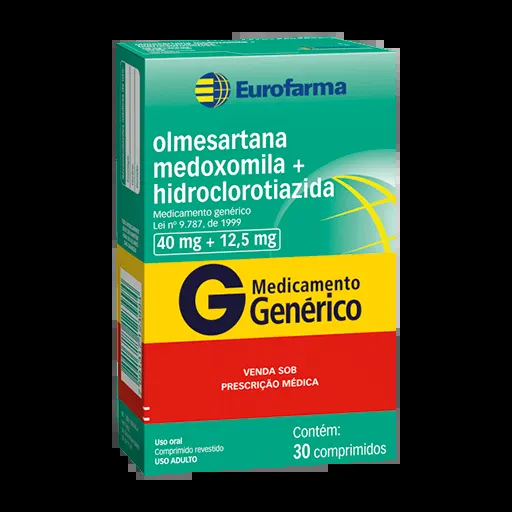 Eurofarma
olmesartana
medoxomila +
hidroclorotiazida
Medicamento genérico
Lei nº 9.787, de 1999
40 mg + 12,5 mg
G Medicamento
Genérico
VENDA SOB
PRESCRIÇÃO MÉDICA
Uso oral
Comprimido revestido
USO ADULTO
Contém:
30 comprimidos